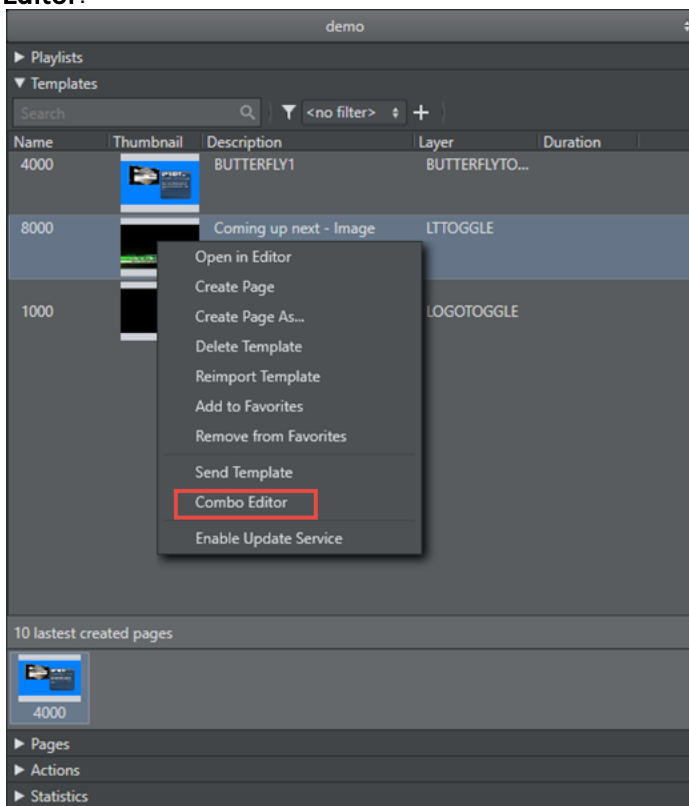 Editor.
demo
Playlists
Templates
Search <no filter>
Name Thumbnail Description Layer Duration
4000 BUTTERFLY1 BUTTERFLYTO...
8000 Coming up next - Image LTTOGGLE
Open in Editor
Create Page
1000 LOGOTOGGLE
Create Page As...
Delete Template
Reimport Template
Add to Favorites
Remove from Favorites
Send Template
Combo Editor
Enable Update Service
10 lastest created pages
4000
Pages
Actions
Statistics